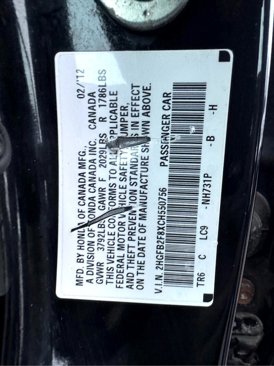 MFD. BY HONDA OF CANADA MFG. 02/12
A DIVISION OF HONDA CANADA INC. CANADA
GVWR 3792LBS GAWR F 2029LBS R 1786LBS
THIS VEHICLE CONFORMS TO ALL APPLICABLE
FEDERAL MOTOR VEHICLE SAFETY, BUMPER,
AND THEFT PREVENTION STANDARDS IN EFFECT
ON THE DATE OF MANUFACTURE SHOWN ABOVE.
V.I.N. 2HGFB2F8XCH550756 PASSENGER CAR
TR6 C LC9 -NH731P -B -H